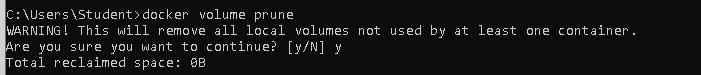 C:\Users\Student>docker volume prune
WARNING! This will remove all local volumes not used by at least one container.
Are you sure you want to continue? [y/N] y
Total reclaimed space: 0B